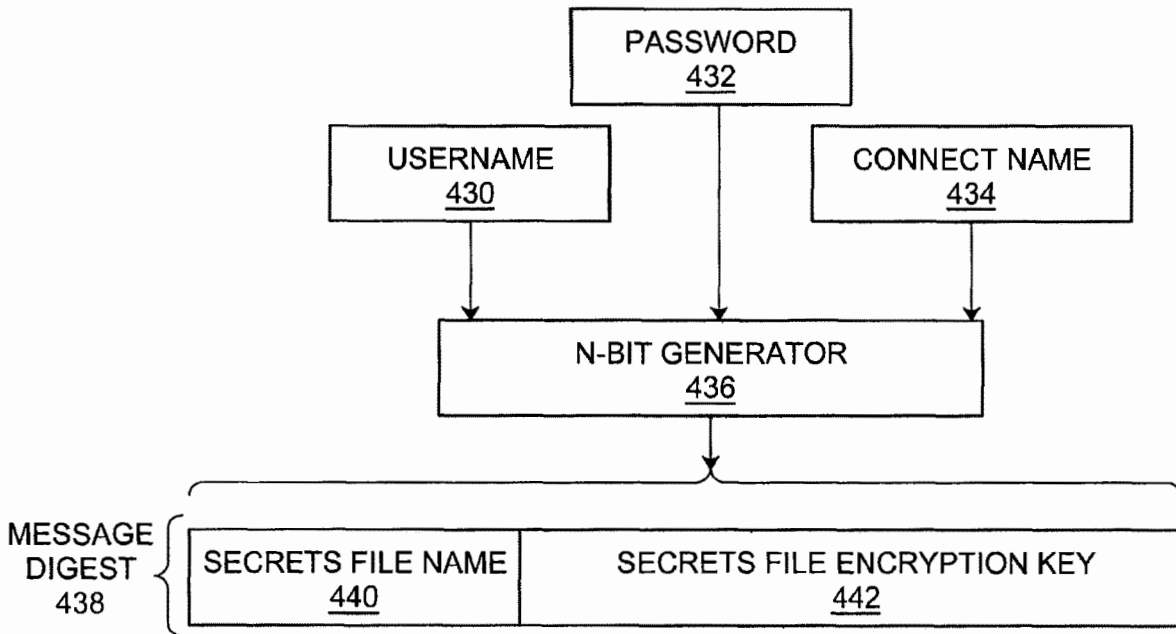 PASSWORD
432
USERNAME
430
CONNECT NAME
434
N-BIT GENERATOR
436
MESSAGE
DIGEST
438
SECRETS FILE NAME
440
SECRETS FILE ENCRYPTION KEY
442